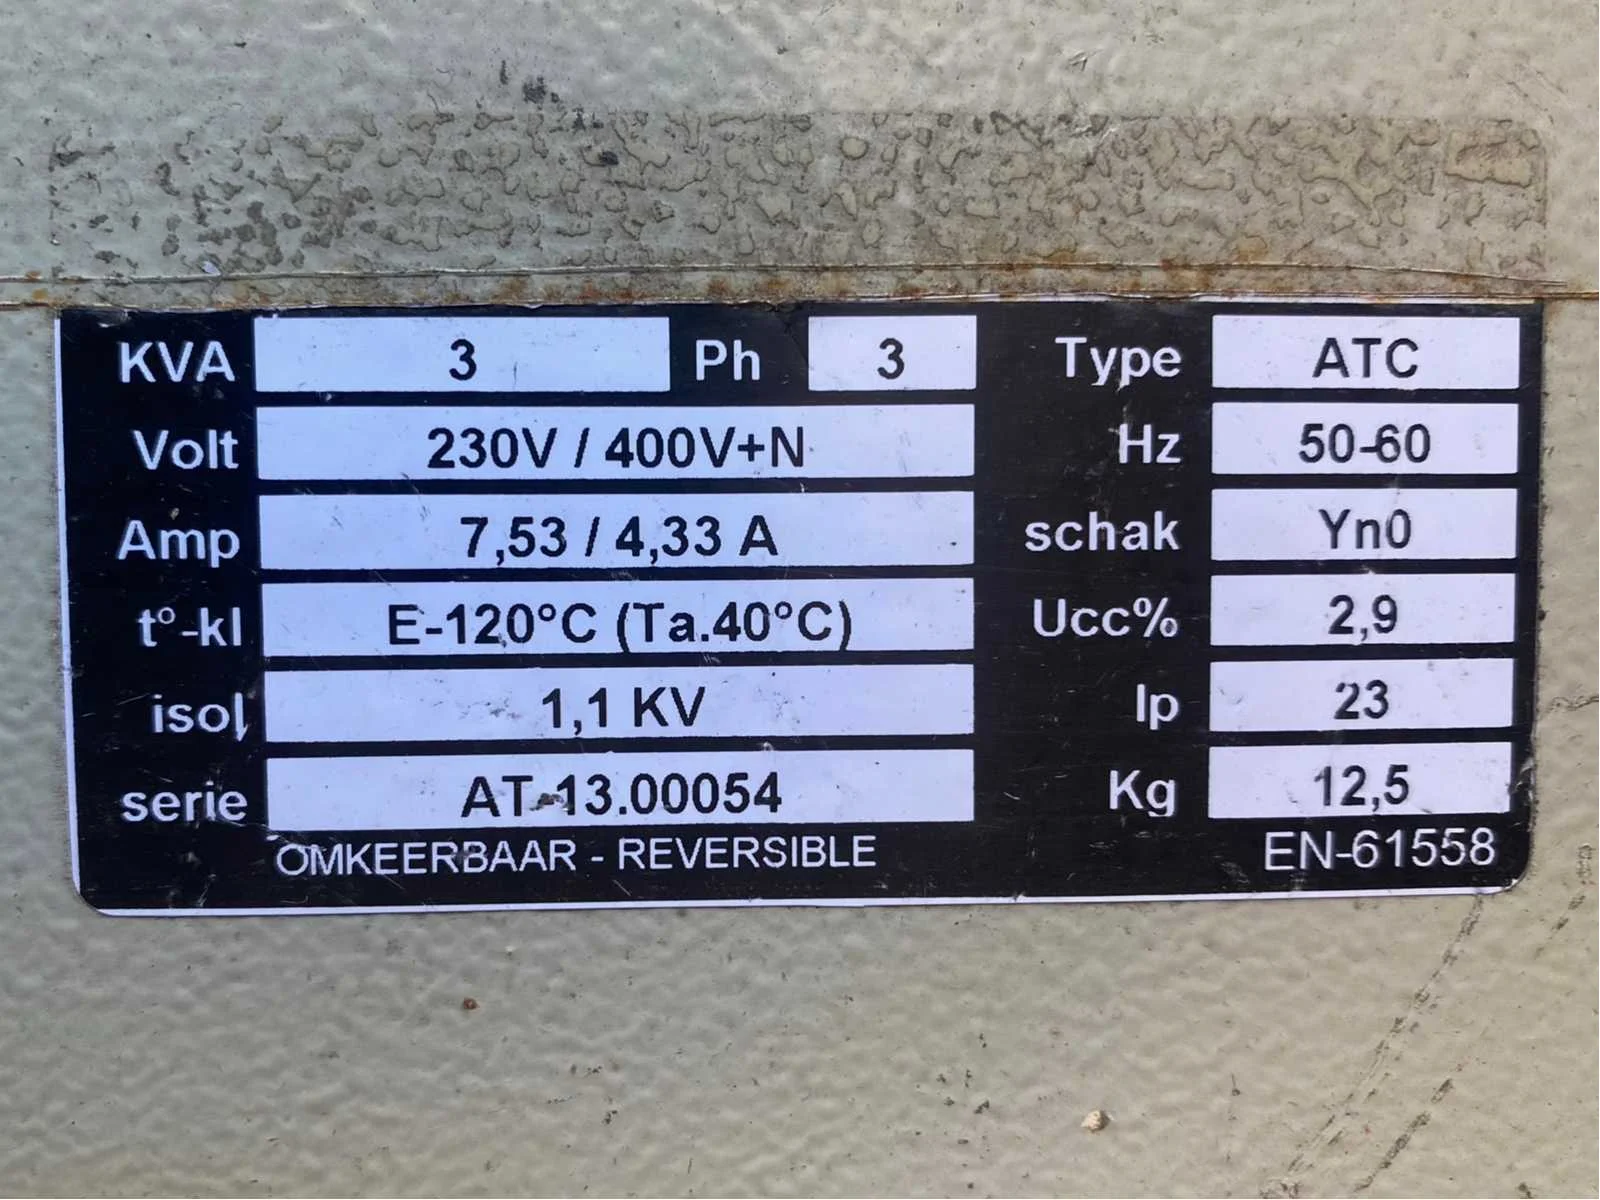 KVA 3 Ph 3 Type ATC
Volt 230V / 400V+N Hz 50-60
Amp 7,53 / 4,33 A schak Yn0
t°-kl E-120°C (Ta.40°C) Ucc% 2,9
isol 1,1 KV Ip 23
serie AT-13.00054 Kg 12,5
OMKEERBAAR - REVERSIBLE EN-61558